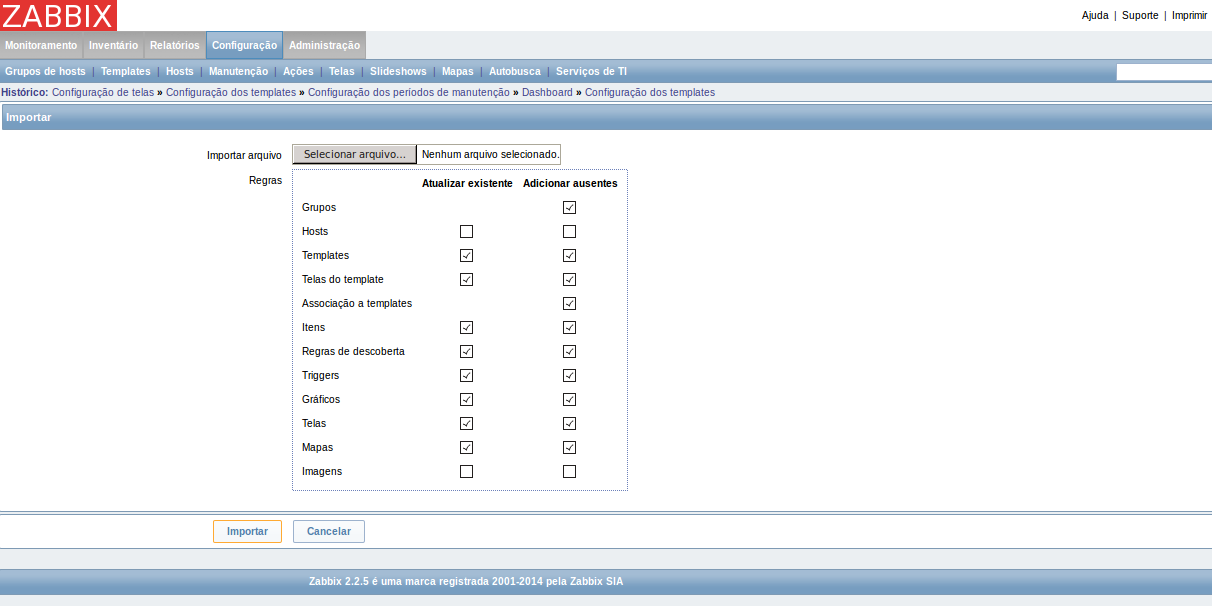 ZABBIX
Ajuda | Suporte | Imprimir
Monitoramento Inventário Relatórios Configuração Administração
Grupos de hosts | Templates | Hosts | Manutenção | Ações | Telas | Slideshows | Mapas | Autobusca | Serviços de TI
Histórico: Configuração de telas » Configuração dos templates » Configuração dos períodos de manutenção » Dashboard » Configuração dos templates
Importar
Importar arquivo Selecionar arquivo... Nenhum arquivo selecionado.
Regras
Atualizar existente Adicionar ausentes
Grupos
Hosts
Templates
Telas do template
Associação a templates
Itens
Regras de descoberta
Triggers
Gráficos
Telas
Mapas
Imagens
Importar Cancelar
Zabbix 2.2.5 é uma marca registrada 2001-2014 pela Zabbix SIA